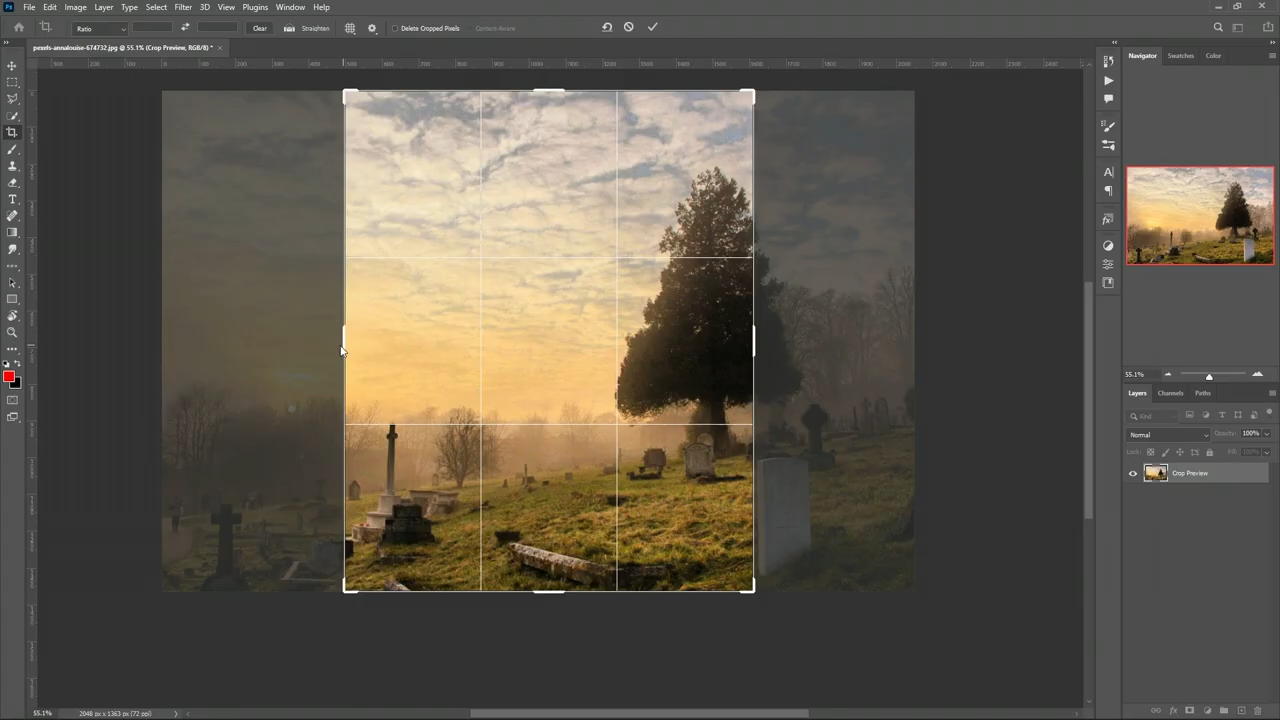 Ps File Edit Image Layer Type Select Filter 3D View Plugins Window Help
Ratio Clear Straighten Delete Cropped Pixels Content-Aware
pexels-annalouise-674732.jpg @ 55.1% (Crop Preview, RGB/8) *
Navigator Swatches Color
55.1%
Layers Channels Paths
Kind
Normal Opacity: 100%
Lock: Fill: 100%
Crop Preview
55.1% 2048 px x 1363 px (72 ppi)